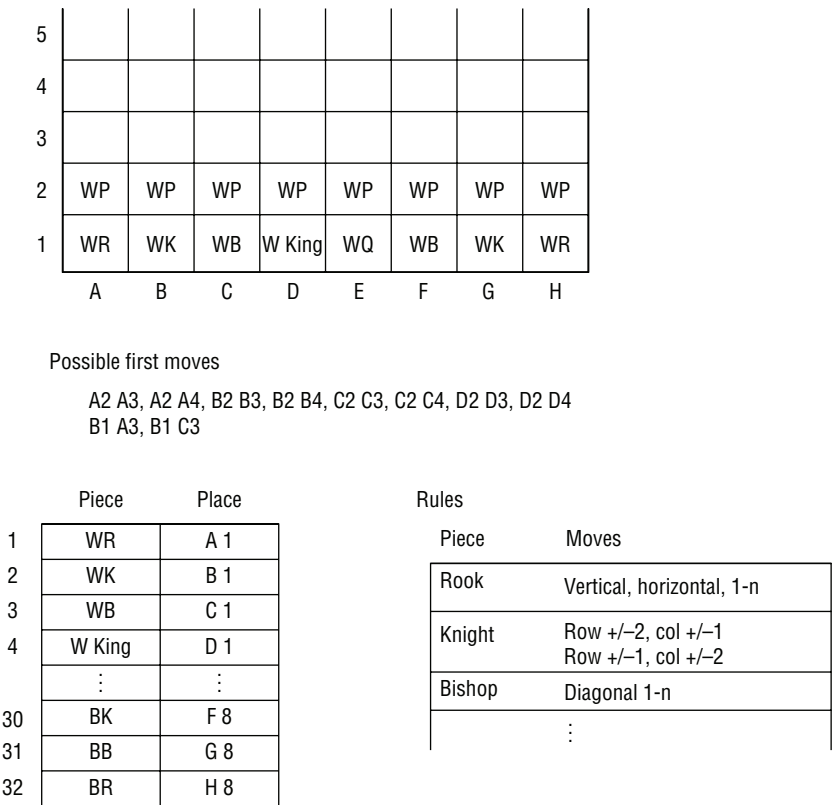 5
4
3
2 WP WP WP WP WP WP WP WP
1 WR WK WB W King WQ WB WK WR
A B C D E F G H
Possible first moves
A2 A3, A2 A4, B2 B3, B2 B4, C2 C3, C2 C4, D2 D3, D2 D4
B1 A3, B1 C3
Piece Place
1 WR A 1
2 WK B 1
3 WB C 1
4 W King D 1
⋮ ⋮
30 BK F 8
31 BB G 8
32 BR H 8
Rules
Piece Moves
Rook Vertical, horizontal, 1-n
Knight Row +/–2, col +/–1
Row +/–1, col +/–2
Bishop Diagonal 1-n
⋮